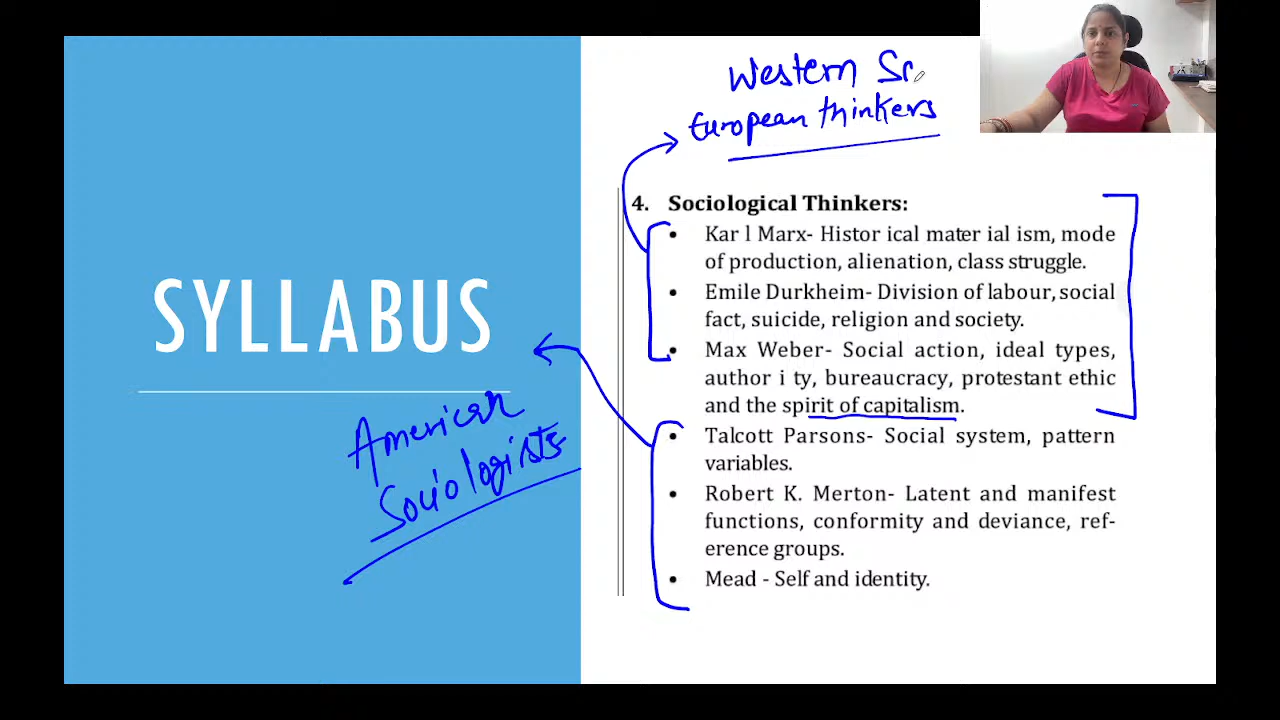 Western
European thinkers
SYLLABUS
American
Sociologists
4. Sociological Thinkers:
• Kar l Marx- Histor ical mater ial ism, mode
of production, alienation, class struggle.
• Emile Durkheim- Division of labour, social
fact, suicide, religion and society.
• Max Weber- Social action, ideal types,
author i ty, bureaucracy, protestant ethic
and the spirit of capitalism.
• Talcott Parsons- Social system, pattern
variables.
• Robert K. Merton- Latent and manifest
functions, conformity and deviance, ref-
erence groups.
• Mead - Self and identity.